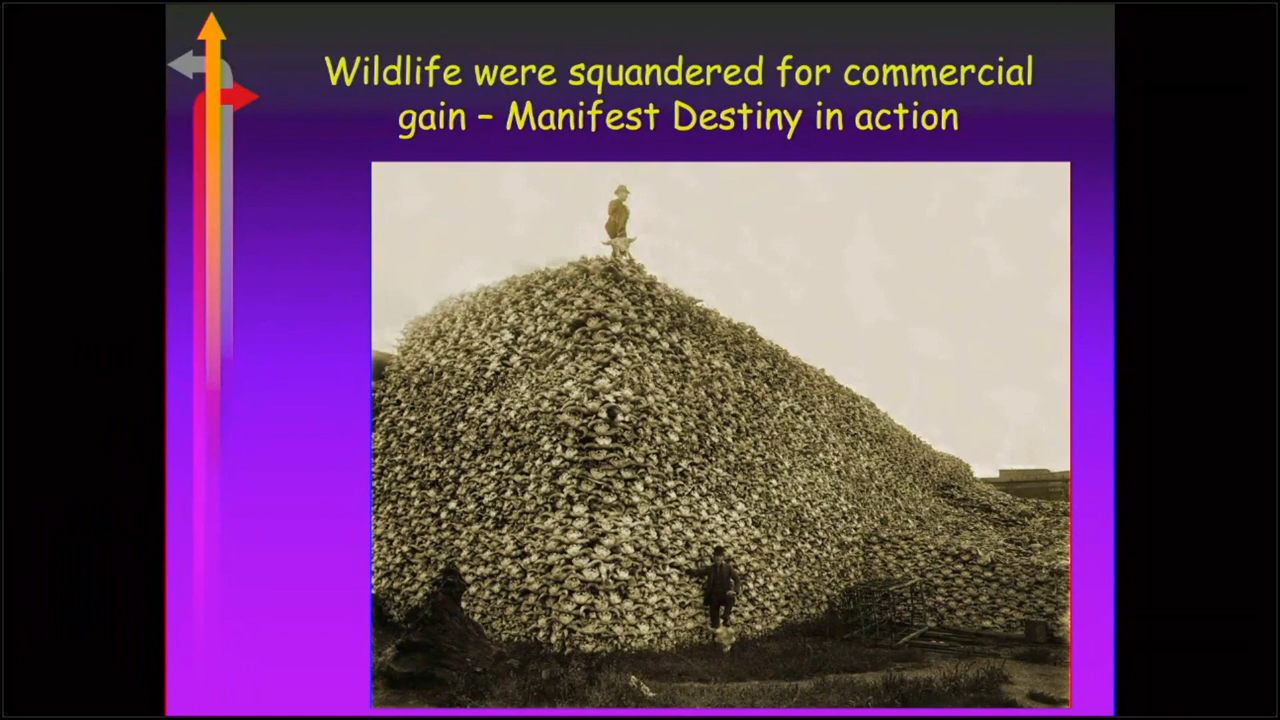 Wildlife were squandered for commercial
gain – Manifest Destiny in action